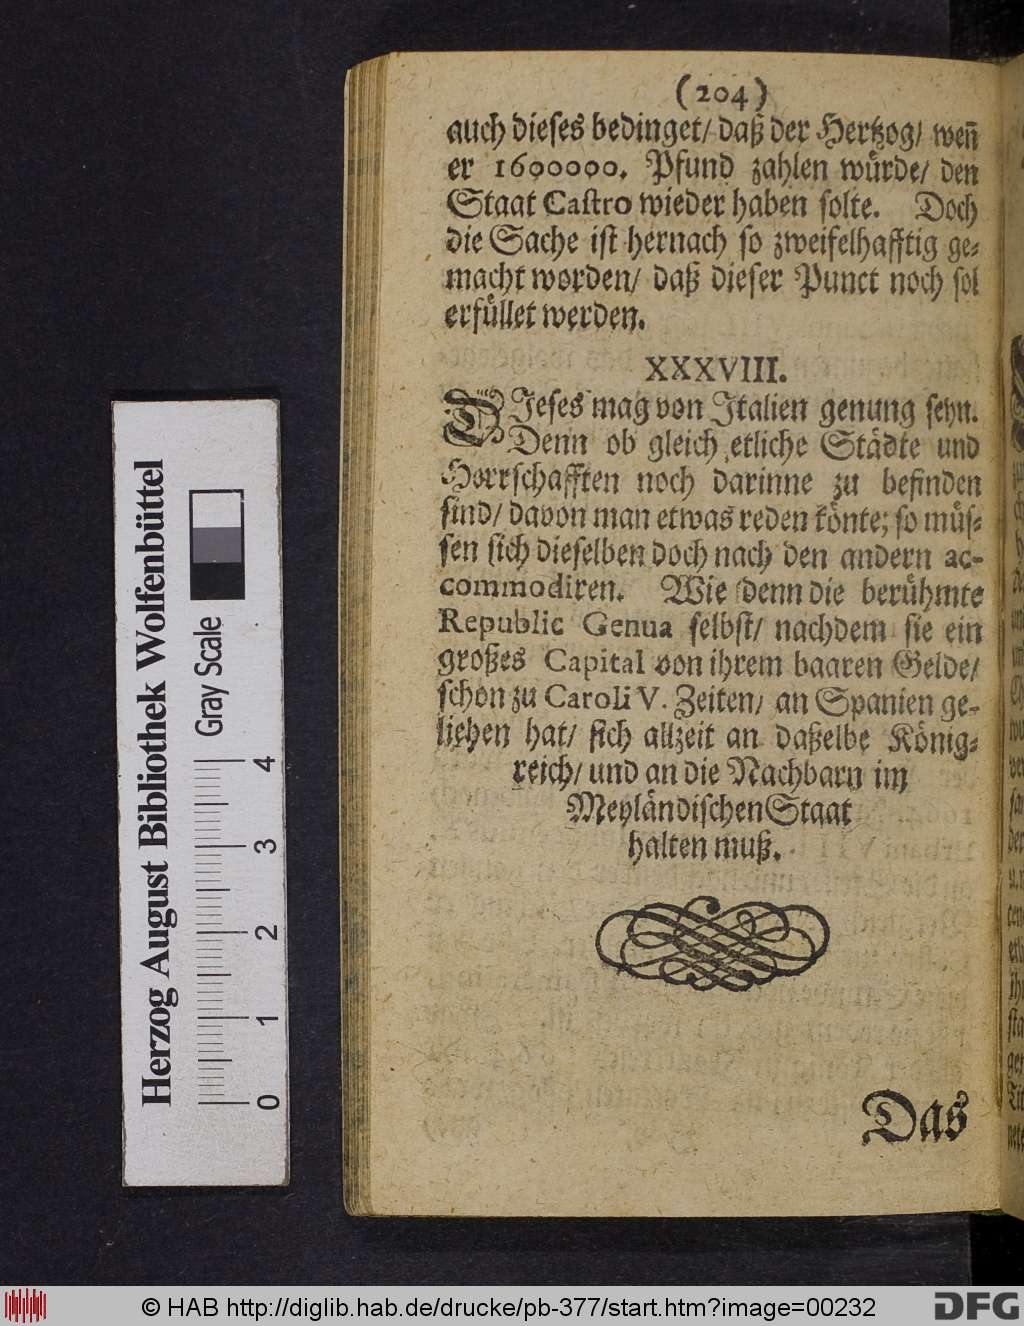 (204)
auch dieses bedinget/ daß der Hertzog/ weñ
er 1600000. Pfund zahlen würde/ den
Staat Castro wieder haben solte. Doch
die Sache ist hernach so zweifelhafftig ge-
macht worden/ daß dieser Punct noch sol
erfüllet werden.
XXXVIII.
DIeses mag von Italien genung seyn.
Denn ob gleich etliche Städte und
Herrschafften noch darinne zu befinden
sind/ davon man etwas reden könte; so müs-
sen sich dieselben doch nach den andern ac-
commodiren. Wie denn die berühmte
Republic Genua selbst/ nachdem sie ein
großes Capital von ihrem baaren Gelde/
schon zu Caroli V. Zeiten/ an Spanien ge-
liehen hat/ sich allzeit an daßelbe König-
reich/ und an die Nachbarn im
Meyländischen Staat
halten muß.
Das
Herzog August Bibliothek Wolfenbüttel
Gray Scale
0 1 2 3 4
© HAB http://diglib.hab.de/drucke/pb-377/start.htm?image=00232
DFG